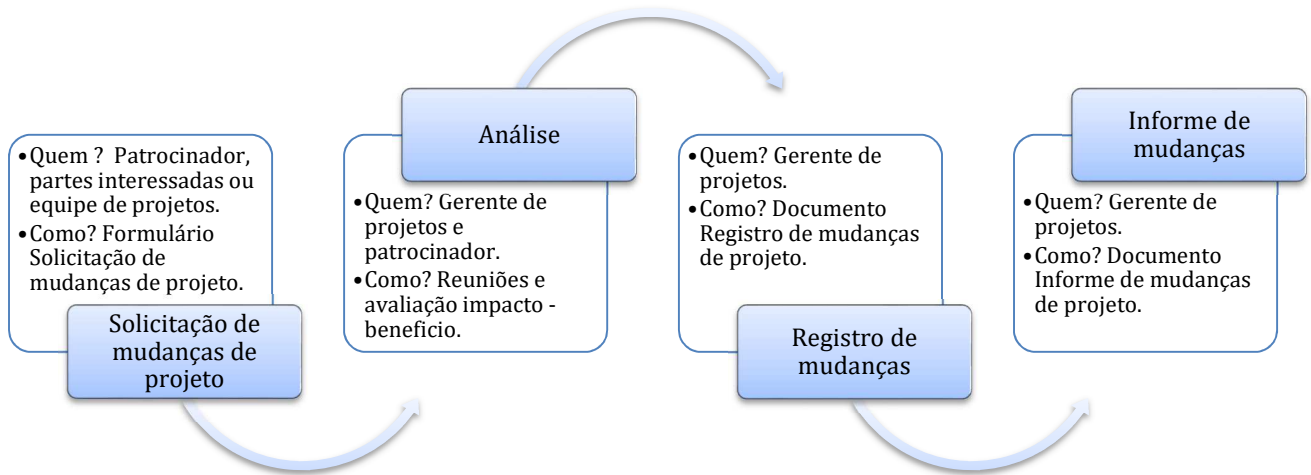 •Quem ? Patrocinador,
partes interessadas ou
equipe de projetos.
•Como? Formulário
Solicitação de
mudanças de projeto.
Solicitação de
mudanças de
projeto
Análise
•Quem? Gerente de
projetos e
patrocinador.
•Como? Reuniões e
avaliação impacto -
beneficio.
•Quem? Gerente de
projetos.
•Como? Documento
Registro de mudanças
de projeto.
Registro de
mudanças
Informe de
mudanças
•Quem? Gerente de
projetos.
•Como? Documento
Informe de mudanças
de projeto.